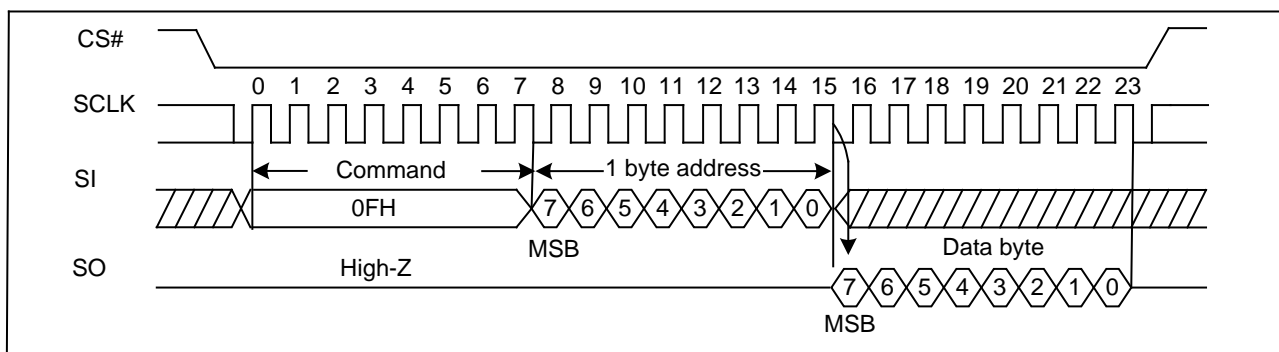 CS#
0 1 2 3 4 5 6 7 8 9 10 11 12 13 14 15 16 17 18 19 20 21 22 23
SCLK
Command 1 byte address
SI
0FH 7 6 5 4 3 2 1 0
MSB Data byte
SO High-Z
7 6 5 4 3 2 1 0
MSB